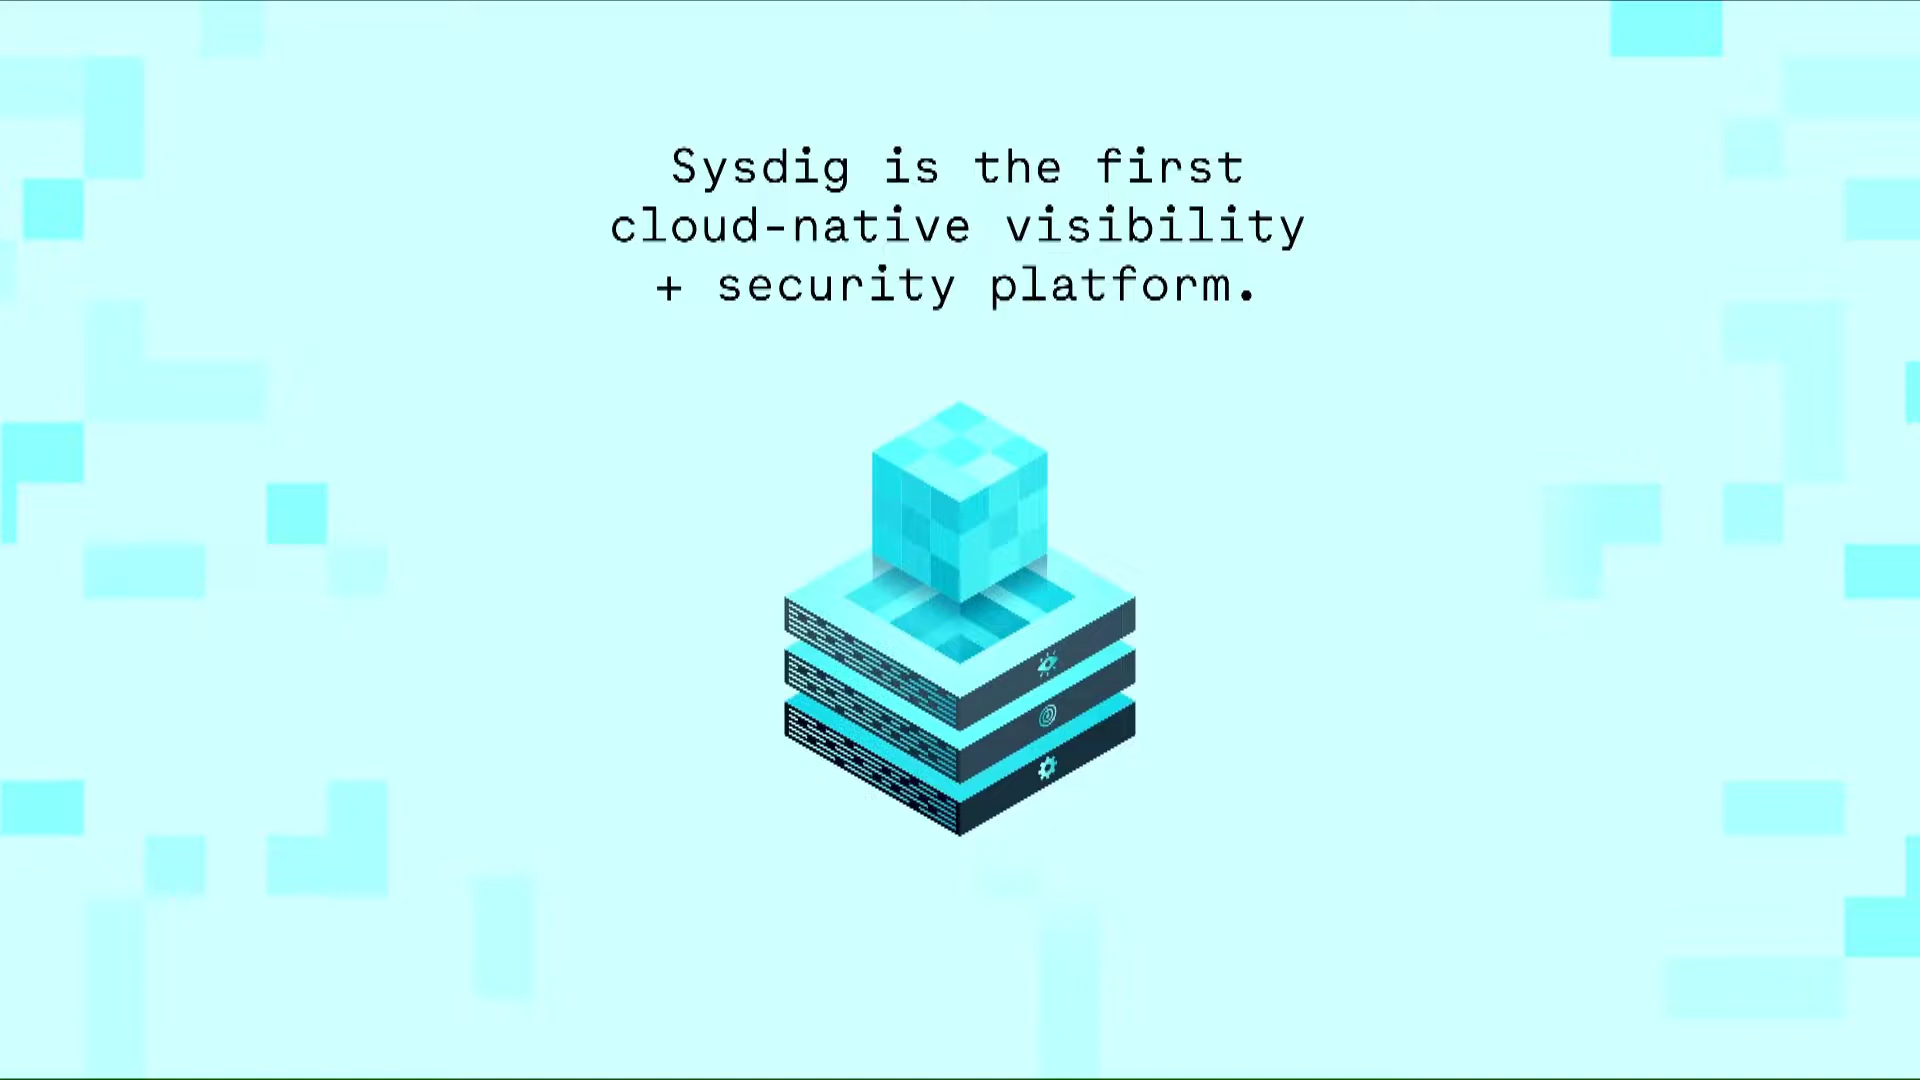 Sysdig is the first
cloud-native visibility
+ security platform.